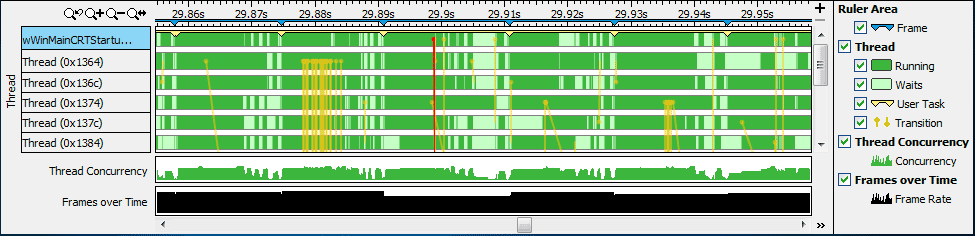 29.86s 29.87s 29.88s 29.89s 29.9s 29.91s 29.92s 29.93s 29.94s 29.95s
Thread
wWinMainCRTStartu...
Thread (0x1364)
Thread (0x136c)
Thread (0x1374)
Thread (0x137c)
Thread (0x1384)
Thread Concurrency
Frames over Time
Ruler Area
Frame
Thread
Running
Waits
User Task
Transition
Thread Concurrency
Concurrency
Frames over Time
Frame Rate